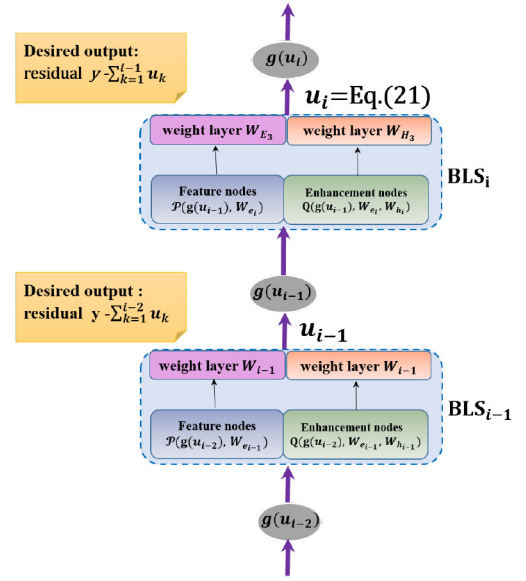 g(u_i)
Desired output:
residual y -∑_{k=1}^{i-1} u_k
u_i=Eq.(21)
weight layer W_{E_3} weight layer W_{H_3}
BLS_i
Feature nodes
𝒫(g(u_{i-1}), W_{e_i})
Enhancement nodes
Q(g(u_{i-1}), W_{e_i}, W_{h_i})
g(u_{i-1})
Desired output :
residual y -∑_{k=1}^{i-2} u_k
u_{i-1}
weight layer W_{i-1} weight layer W_{i-1}
BLS_{i-1}
Feature nodes
𝒫(g(u_{i-2}), W_{e_{i-1}})
Enhancement nodes
Q(g(u_{i-2}), W_{e_{i-1}}, W_{h_{i-1}})
g(u_{i-2})